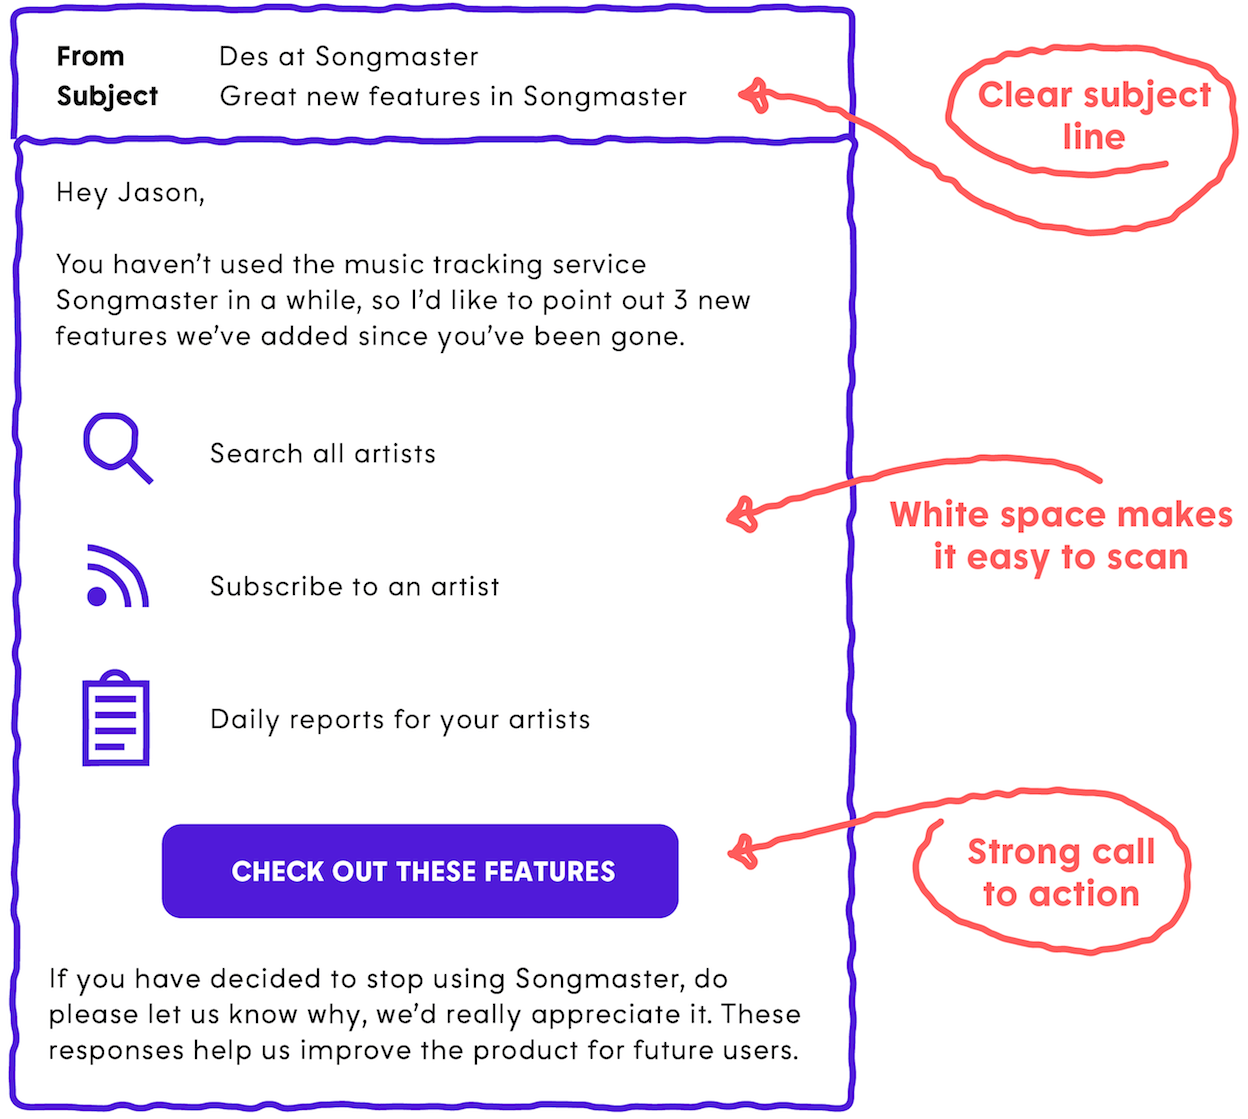 From Des at Songmaster
Subject Great new features in Songmaster
Clear subject
line
Hey Jason,
You haven’t used the music tracking service
Songmaster in a while, so I’d like to point out 3 new
features we’ve added since you’ve been gone.
Search all artists
White space makes
it easy to scan
Subscribe to an artist
Daily reports for your artists
CHECK OUT THESE FEATURES
Strong call
to action
If you have decided to stop using Songmaster, do
please let us know why, we’d really appreciate it. These
responses help us improve the product for future users.